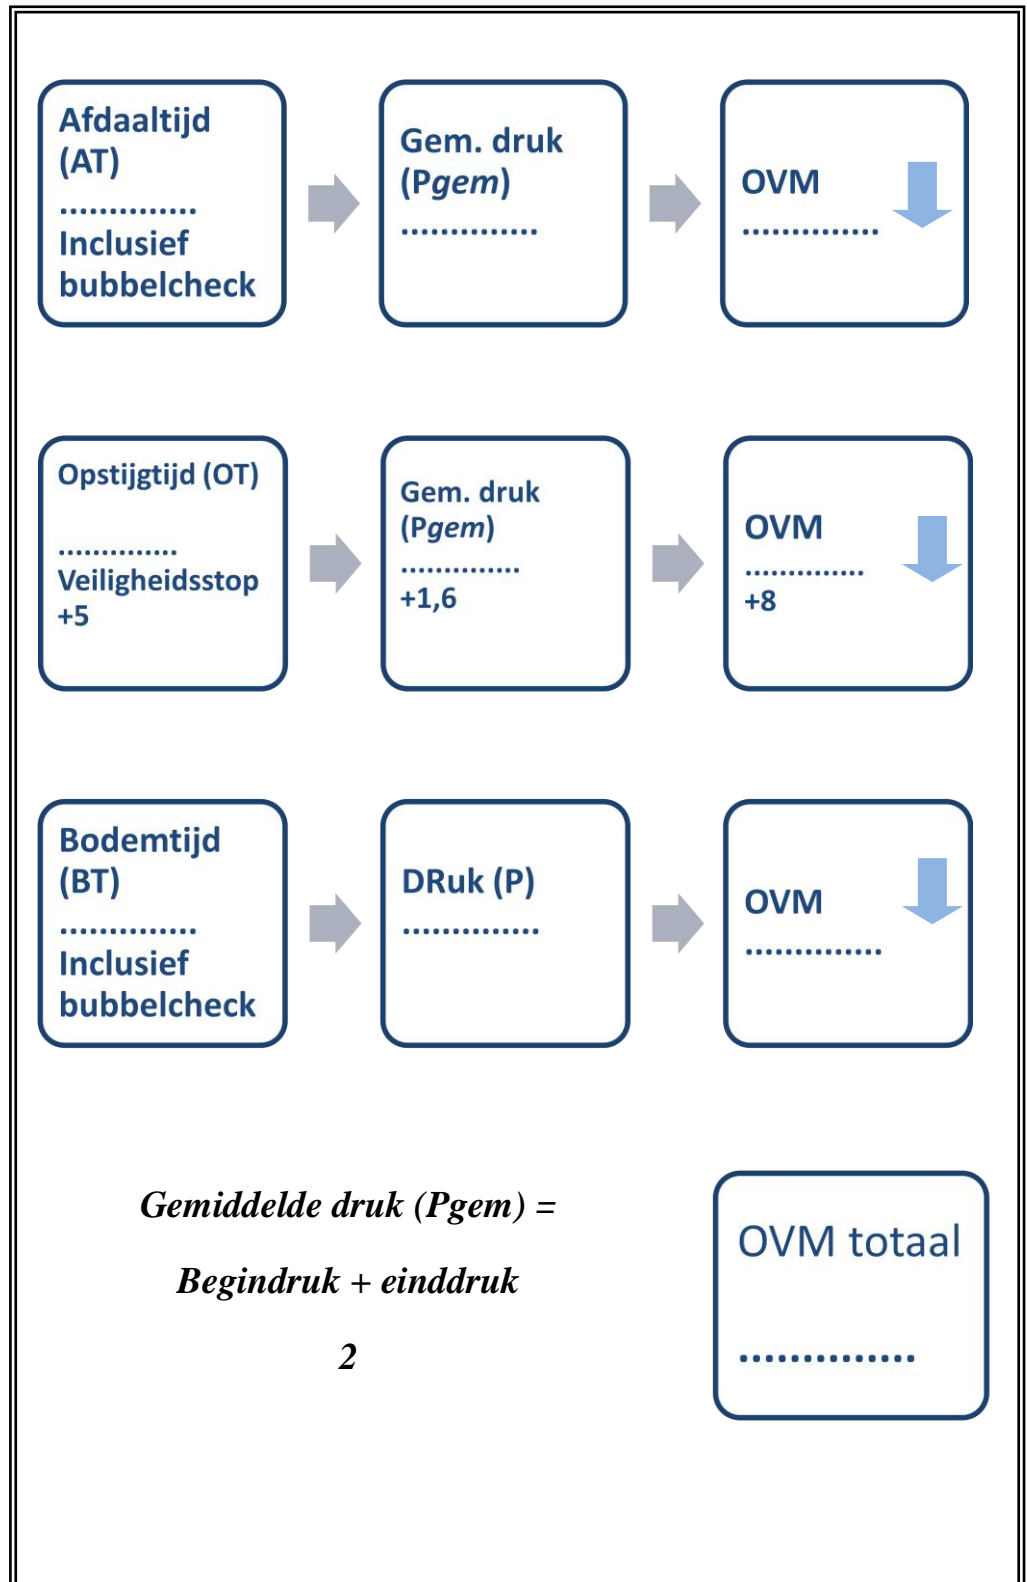 Afdaaltijd
(AT)
..............
Inclusief
bubbelcheck
Gem. druk
(Pgem)
..............
OVM
..............
Opstijgtijd (OT)
..............
Veiligheidsstop
+5
Gem. druk
(Pgem)
..............
+1,6
OVM
..............
+8
Bodemtijd
(BT)
..............
Inclusief
bubbelcheck
DRuk (P)
..............
OVM
..............
Gemiddelde druk (Pgem) =
Begindruk + einddruk
2
OVM totaal
..............